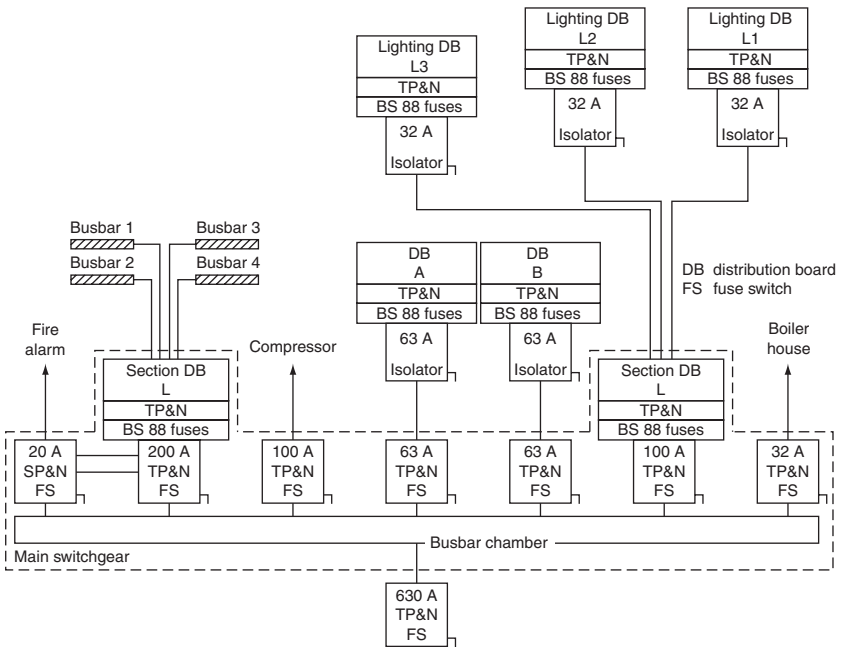 Lighting DB
L3
TP&N
BS 88 fuses
32 A
Isolator
Lighting DB
L2
TP&N
BS 88 fuses
32 A
Isolator
Lighting DB
L1
TP&N
BS 88 fuses
32 A
Isolator
Busbar 1
Busbar 3
Busbar 2
Busbar 4
DB
A
TP&N
BS 88 fuses
63 A
Isolator
DB
B
TP&N
BS 88 fuses
63 A
Isolator
DB distribution board
FS fuse switch
Fire
alarm
Section DB
L
TP&N
BS 88 fuses
Compressor
Section DB
L
TP&N
BS 88 fuses
Boiler
house
20 A
SP&N
FS
200 A
TP&N
FS
100 A
TP&N
FS
63 A
TP&N
FS
63 A
TP&N
FS
100 A
TP&N
FS
32 A
TP&N
FS
Busbar chamber
Main switchgear
630 A
TP&N
FS